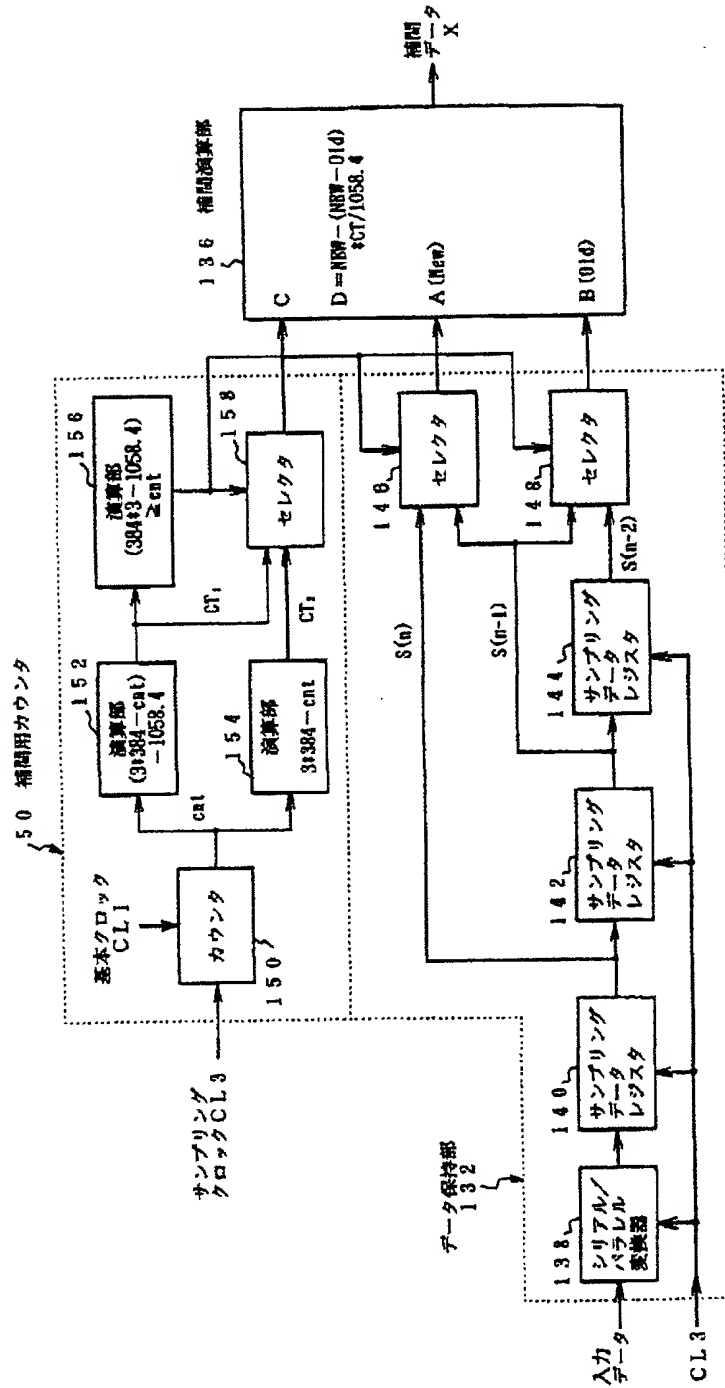 50 補間用カウンタ
基本クロック
CL1
サンプリング
クロックCL3
カウンタ
150
cnt
152
演算部
(3*384-cnt)
-1058.4
154
演算部
3*384-cnt
CT₁
CT₂
156
演算部
(384*3-1058.4)
≧cnt
158
セレクタ
136 補間演算部
C
D=NEW-(NEW-Old)
*CT/1058.4
A(New)
B(Old)
補間
データ
X
データ保持部
132
入力
データ
CL3
138
シリアル/
パラレル
変換器
140
サンプリング
データ
レジスタ
142
サンプリング
データ
レジスタ
144
サンプリング
データ
レジスタ
S(n)
S(n-1)
S(n-2)
146
セレクタ
148
セレクタ